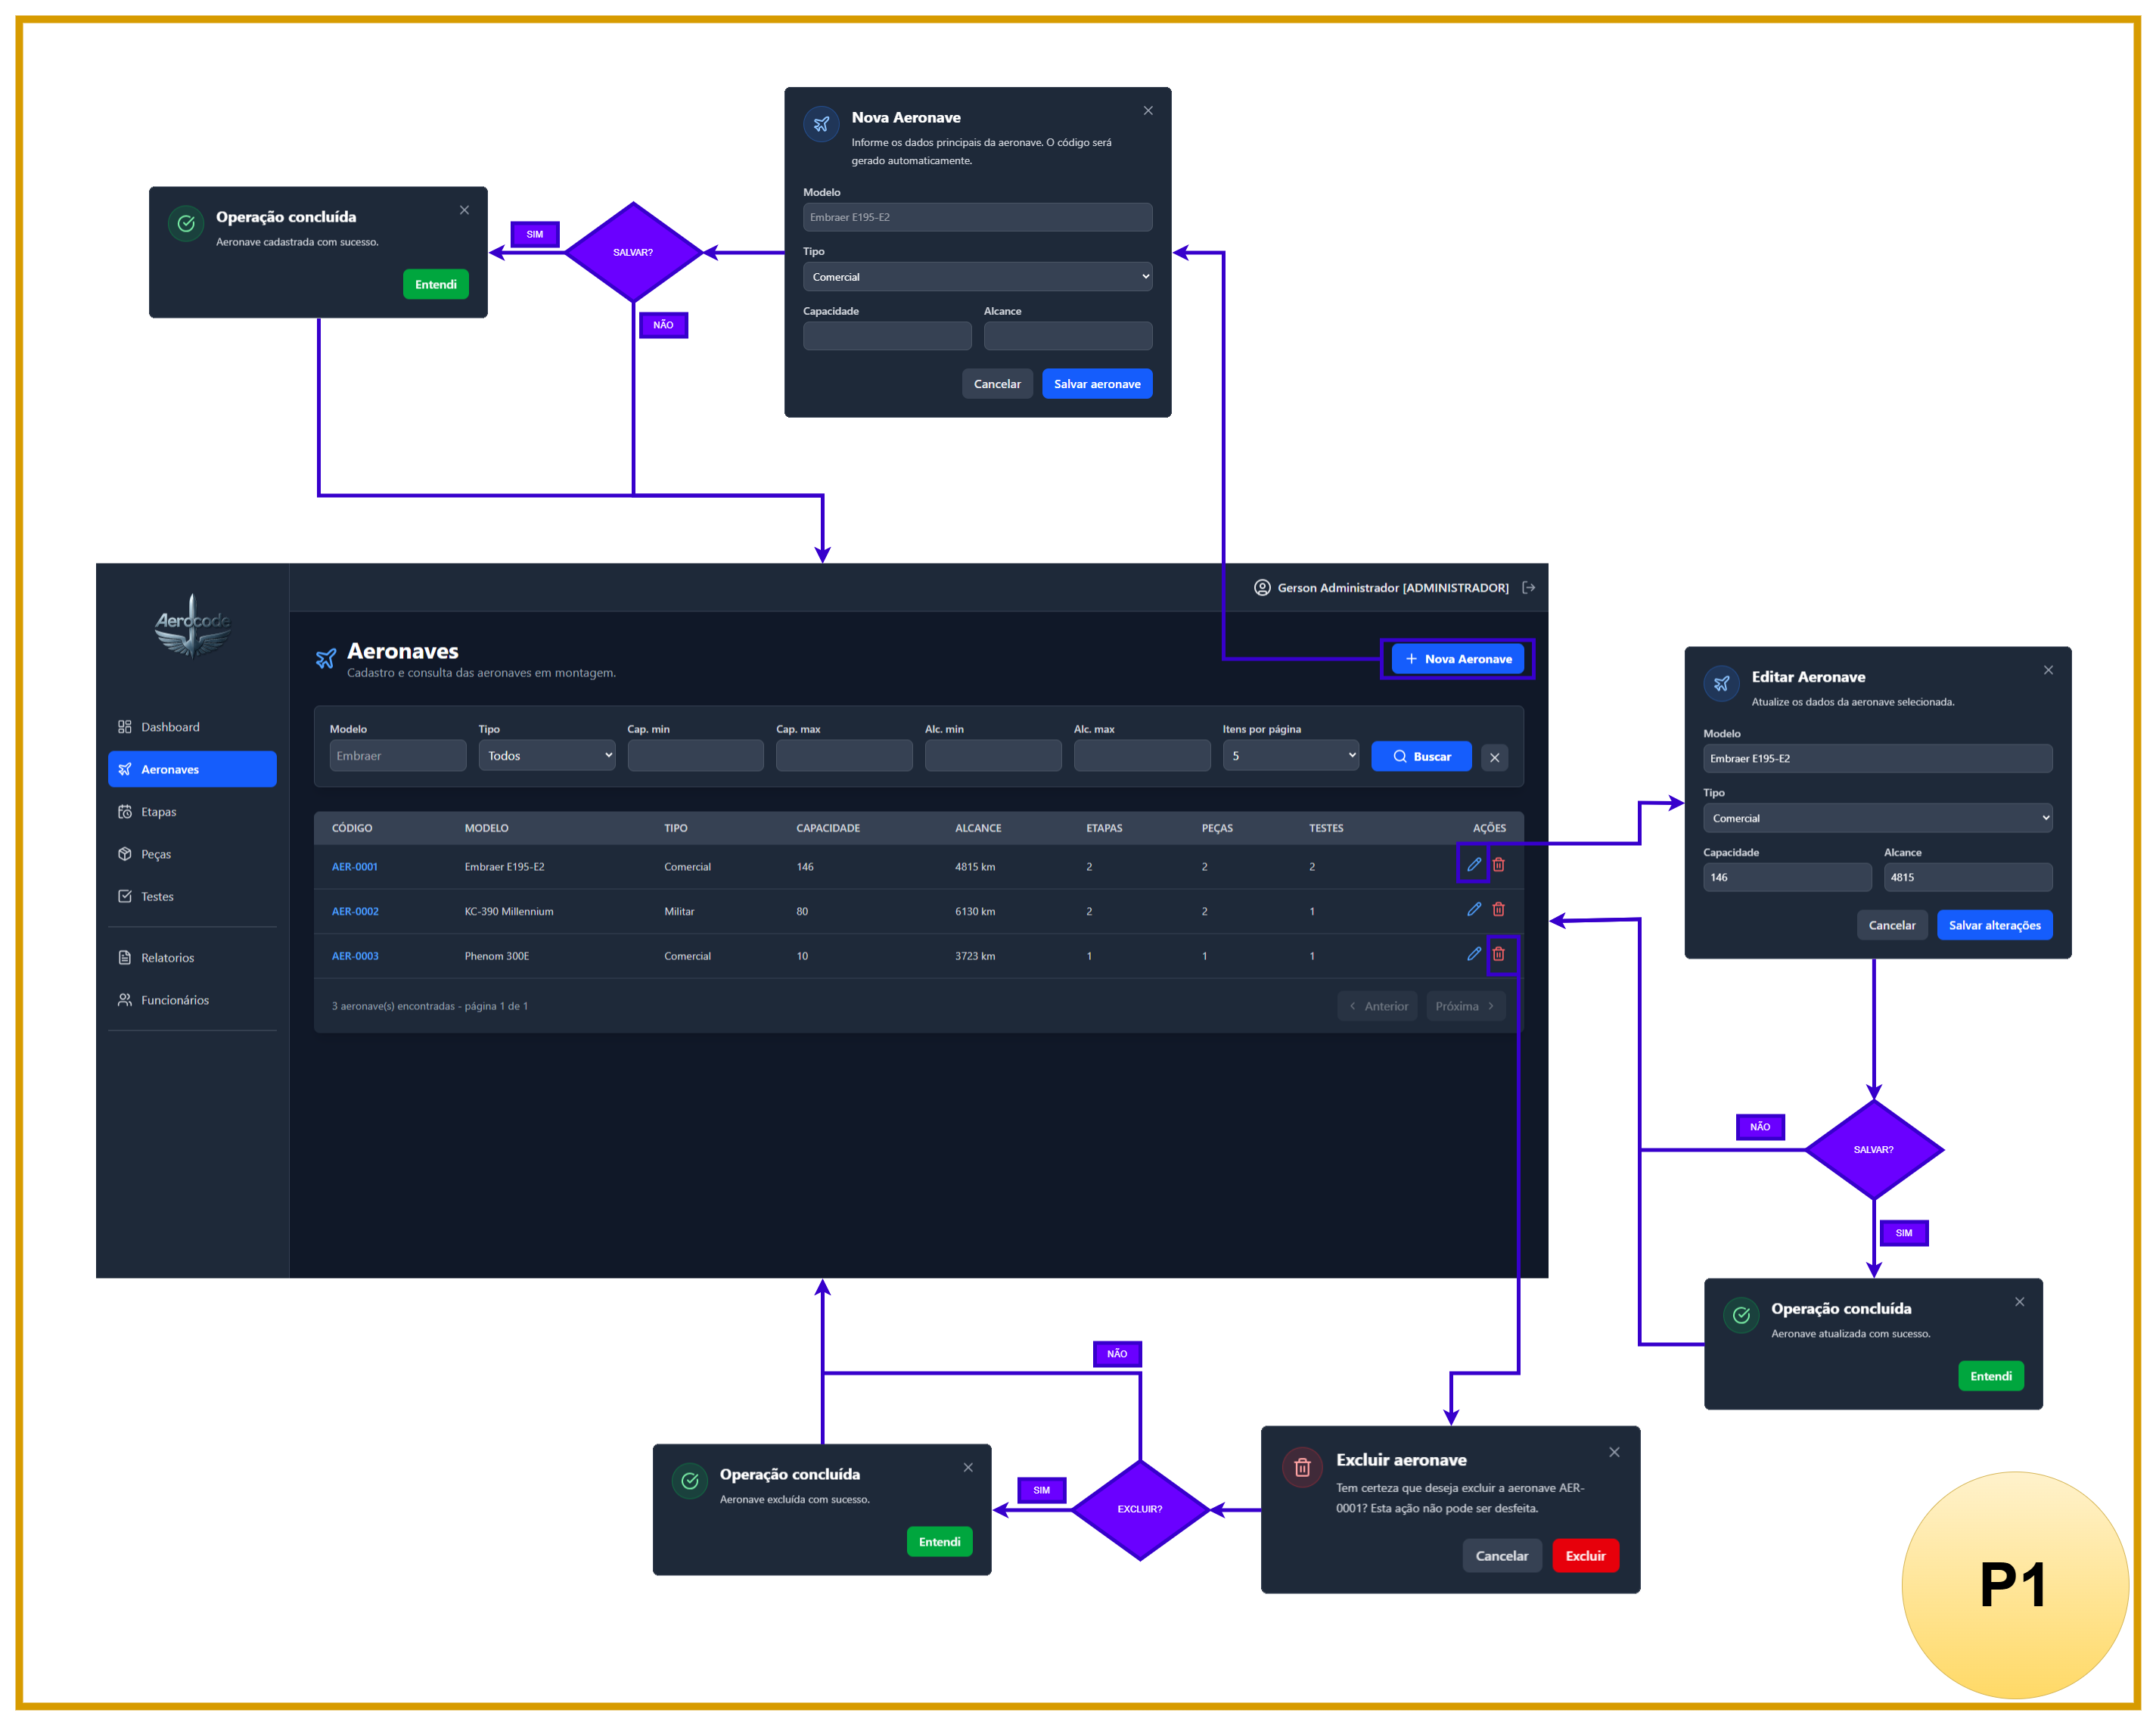 Nova Aeronave
Informe os dados principais da aeronave. O código será
gerado automaticamente.
Modelo
Embraer E195-E2
Tipo
Comercial
Capacidade Alcance
Cancelar Salvar aeronave
Operação concluída
Aeronave cadastrada com sucesso.
Entendi
SIM
SALVAR?
NÃO
Aerocode
Gerson Administrador [ADMINISTRADOR]
Dashboard
Aeronaves
Etapas
Peças
Testes
Relatorios
Funcionários
Aeronaves
Cadastro e consulta das aeronaves em montagem.
+ Nova Aeronave
Modelo Tipo Cap. min Cap. max Alc. min Alc. max Itens por página
Embraer Todos 5 Buscar
CÓDIGO MODELO TIPO CAPACIDADE ALCANCE ETAPAS PEÇAS TESTES AÇÕES
AER-0001 Embraer E195-E2 Comercial 146 4815 km 2 2 2
AER-0002 KC-390 Millennium Militar 80 6130 km 2 2 1
AER-0003 Phenom 300E Comercial 10 3723 km 1 1 1
3 aeronave(s) encontradas - página 1 de 1
Anterior Próxima
Editar Aeronave
Atualize os dados da aeronave selecionada.
Modelo
Embraer E195-E2
Tipo
Comercial
Capacidade Alcance
146 4815
Cancelar Salvar alterações
NÃO
SALVAR?
SIM
Operação concluída
Aeronave atualizada com sucesso.
Entendi
NÃO
Excluir aeronave
Tem certeza que deseja excluir a aeronave AER-
0001? Esta ação não pode ser desfeita.
Cancelar Excluir
EXCLUIR?
SIM
Operação concluída
Aeronave excluída com sucesso.
Entendi
P1